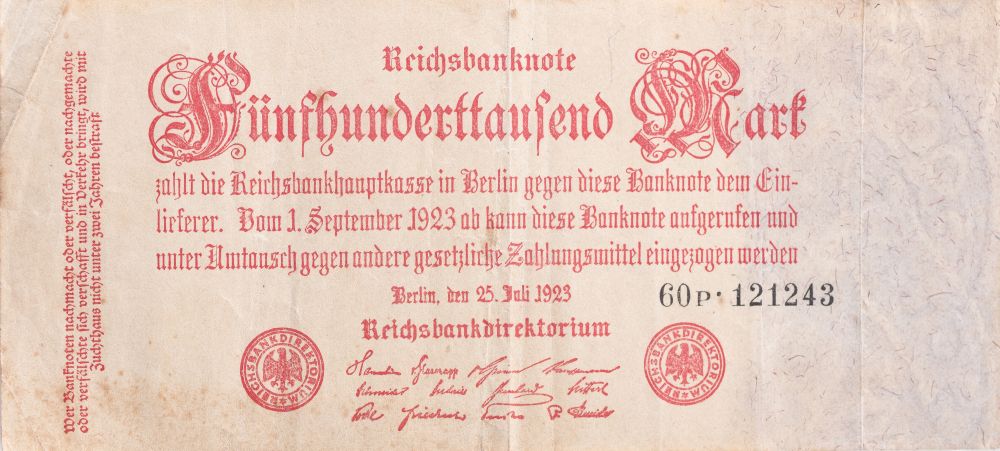 Reichsbanknote
Fünfhunderttausend Mark
zahlt die Reichsbankhauptkasse in Berlin gegen diese Banknote dem Ein-
lieferer. Vom 1. September 1923 ab kann diese Banknote aufgerufen und
unter Umtausch gegen andere gesetzliche Zahlungsmittel eingezogen werden
Berlin, den 25. Juli 1923
60P·121243
Reichsbankdirektorium
REICHSBANKDIREKTORIUM
REICHSBANKDIREKTORIUM
Wer Banknoten nachmacht oder verfälscht, oder nachgemachte
oder verfälschte sich verschafft und in Verkehr bringt, wird mit
Zuchthaus nicht unter zwei Jahren bestraft